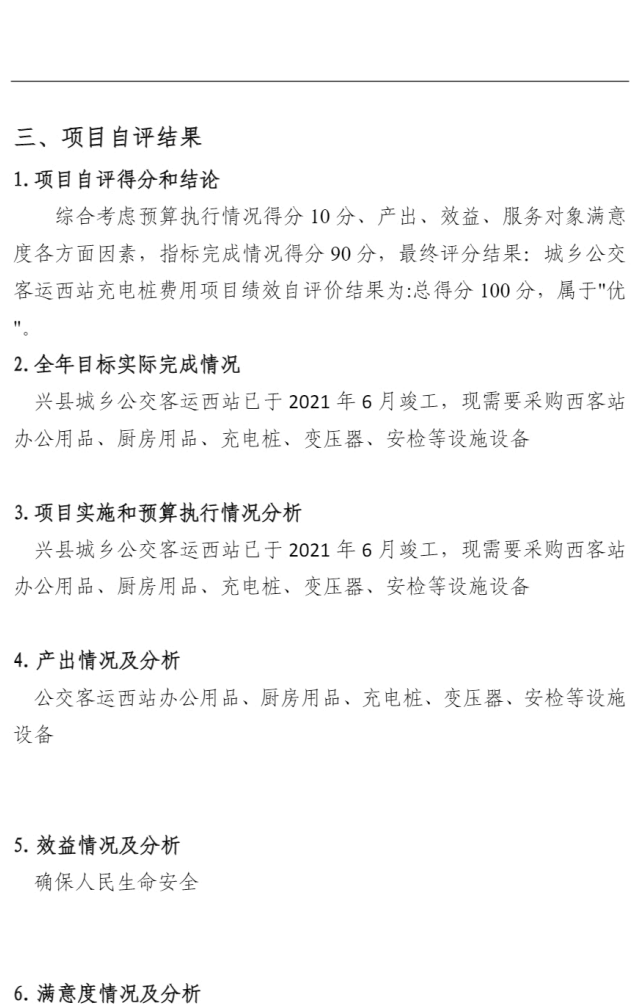 三、项目自评结果
1.项目自评得分和结论
综合考虑预算执行情况得分 10 分、产出、效益、服务对象满意
度各方面因素，指标完成情况得分 90 分，最终评分结果：城乡公交
客运西站充电桩费用项目绩效自评价结果为:总得分 100 分，属于"优
"。
2.全年目标实际完成情况
兴县城乡公交客运西站已于 2021 年 6 月竣工，现需要采购西客站
办公用品、厨房用品、充电桩、变压器、安检等设施设备
3.项目实施和预算执行情况分析
兴县城乡公交客运西站已于 2021 年 6 月竣工，现需要采购西客站
办公用品、厨房用品、充电桩、变压器、安检等设施设备
4. 产出情况及分析
公交客运西站办公用品、厨房用品、充电桩、变压器、安检等设施
设备
5. 效益情况及分析
确保人民生命安全
6. 满意度情况及分析